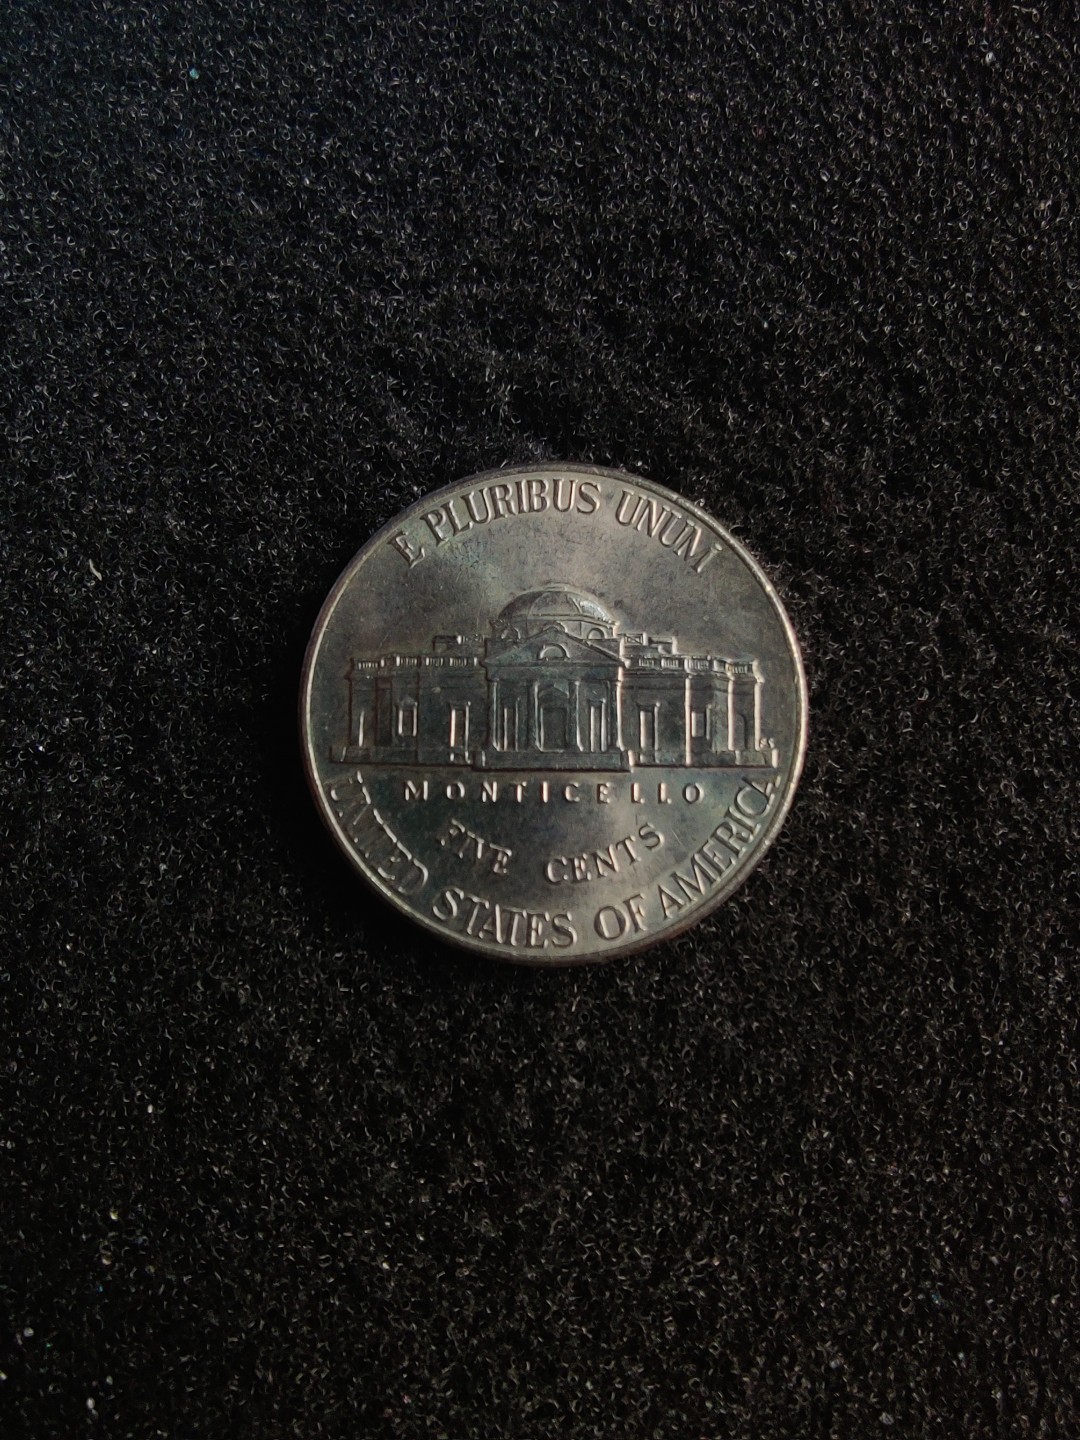 E PLURIBUS UNUM
MONTICELLO
FIVE CENTS
UNITED STATES OF AMERICA